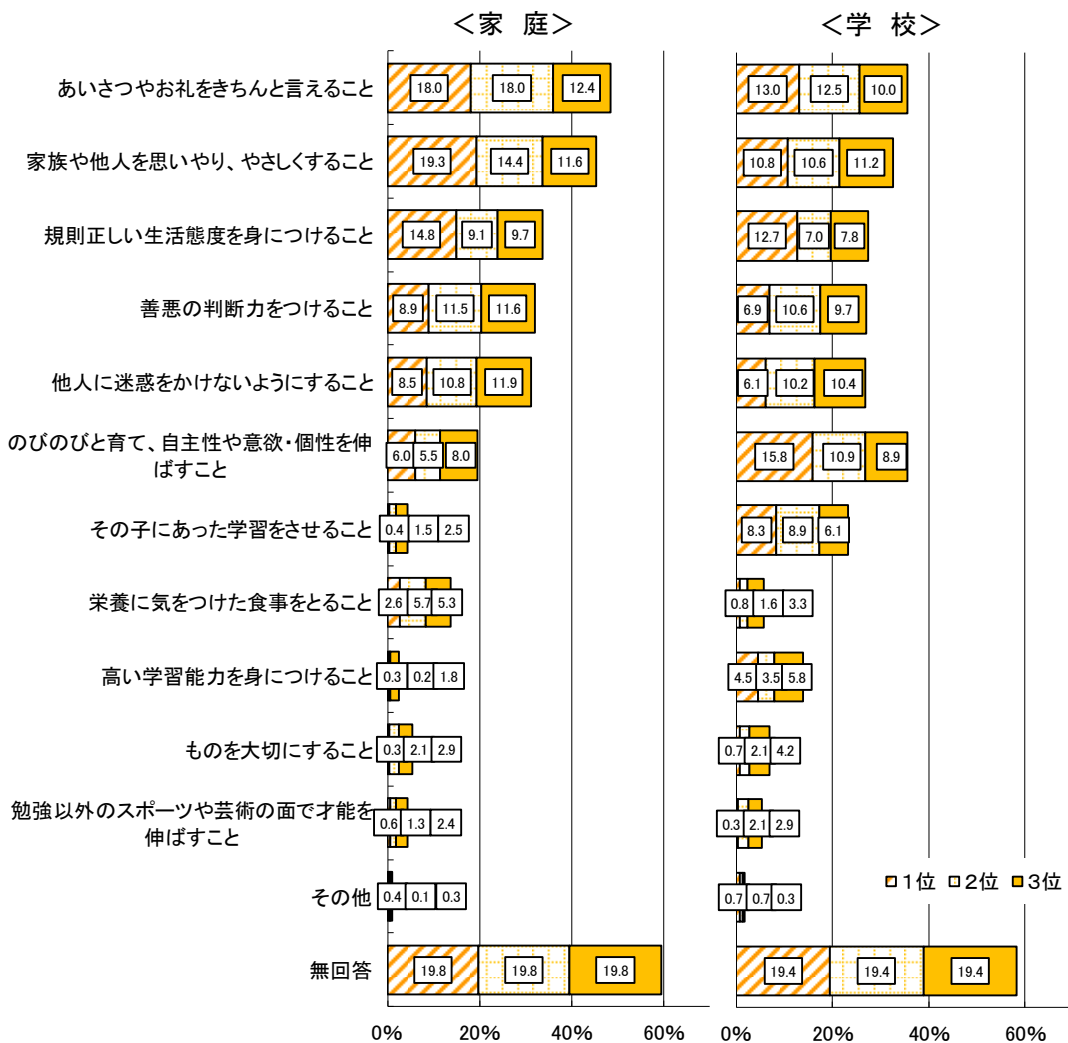 ＜家　庭＞
＜学　校＞
あいさつやお礼をきちんと言えること
18.0 18.0 12.4
13.0 12.5 10.0
家族や他人を思いやり、やさしくすること
19.3 14.4 11.6
10.8 10.6 11.2
規則正しい生活態度を身につけること
14.8 9.1 9.7
12.7 7.0 7.8
善悪の判断力をつけること
8.9 11.5 11.6
6.9 10.6 9.7
他人に迷惑をかけないようにすること
8.5 10.8 11.9
6.1 10.2 10.4
のびのびと育て、自主性や意欲・個性を伸
ばすこと
6.0 5.5 8.0
15.8 10.9 8.9
その子にあった学習をさせること
0.4 1.5 2.5
8.3 8.9 6.1
栄養に気をつけた食事をとること
2.6 5.7 5.3
0.8 1.6 3.3
高い学習能力を身につけること
0.3 0.2 1.8
4.5 3.5 5.8
ものを大切にすること
0.3 2.1 2.9
0.7 2.1 4.2
勉強以外のスポーツや芸術の面で才能を
伸ばすこと
0.6 1.3 2.4
0.3 2.1 2.9
１位 ２位 ３位
その他
0.4 0.1 0.3
0.7 0.7 0.3
無回答
19.8 19.8 19.8
19.4 19.4 19.4
0% 20% 40% 60%
0% 20% 40% 60%